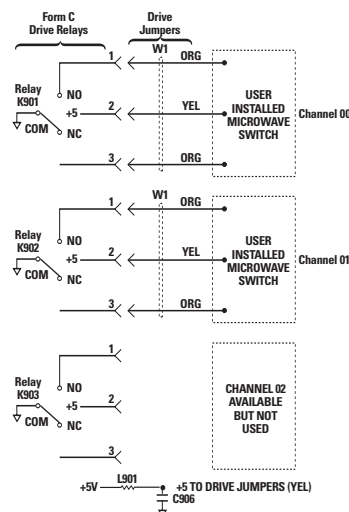 Form C
Drive Relays
Drive
Jumpers
W1
1
ORG
Relay
K901
NO
+5
2
YEL
COM
NC
3
ORG
USER
INSTALLED
MICROWAVE
SWITCH
Channel 00
W1
1
ORG
Relay
K902
NO
+5
2
YEL
COM
NC
3
ORG
USER
INSTALLED
MICROWAVE
SWITCH
Channel 01
1
Relay
K903
NO
+5
2
COM
NC
3
CHANNEL 02
AVAILABLE
BUT NOT
USED
+5V
L901
+5 TO DRIVE JUMPERS (YEL)
C906